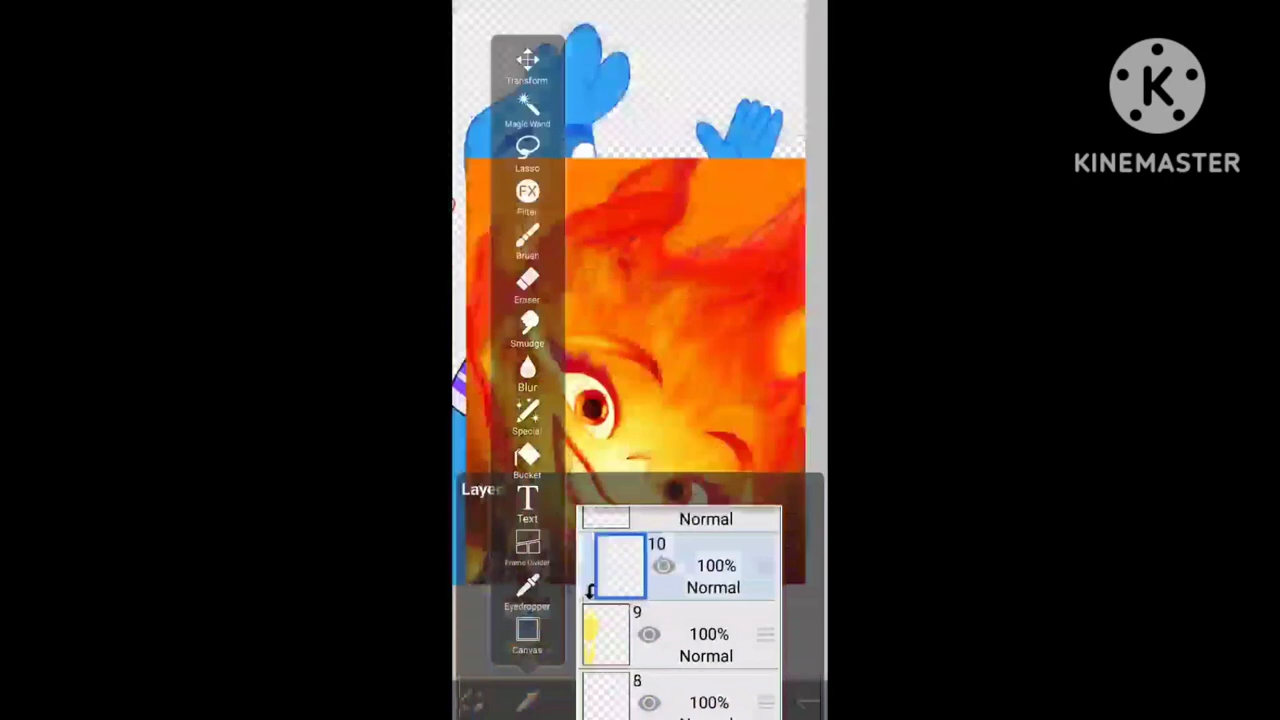 Transform
Magic Wand
Lasso
FX
Filter
Brush
Eraser
Smudge
Blur
Special
Bucket
T
Text
Frame Divider
Eyedropper
Canvas
Layer
Normal
10
100%
Normal
9
100%
Normal
8
100%
K
KINEMASTER